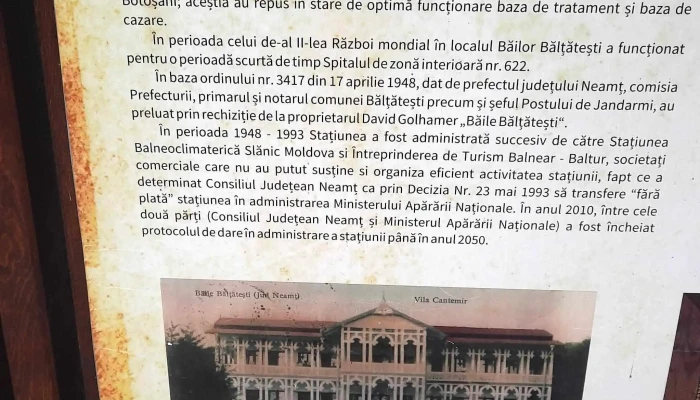 Botoșani; aceștia au repus în stare de optimă funcționare baza de tratament și baza de
cazare.
În perioada celui de-al II-lea Război mondial în localul Băilor Bălțătești a funcționat
pentru o perioadă scurtă de timp Spitalul de zonă interioară nr. 622.
În baza ordinului nr. 3417 din 17 aprilie 1948, dat de prefectul județului Neamț, comisia
Prefecturii, primarul și notarul comunei Bălțătești precum și șeful Postului de Jandarmi, au
preluat prin rechiziție de la proprietarul David Golhamer „Băile Bălțătești“.
În perioada 1948 - 1993 Stațiunea a fost administrată succesiv de către Stațiunea
Balneoclimaterică Slănic Moldova si Întreprinderea de Turism Balnear - Baltur, societați
comerciale care nu au putut susține si organiza eficient activitatea stațiunii, fapt ce a
determinat Consiliul Județean Neamț ca prin Decizia Nr. 23 mai 1993 să transfere “fără
plată” stațiunea în administrarea Ministerului Apărării Naționale. În anul 2010, între cele
două părți (Consiliul Județean Neamț și Ministerul Apărării Naționale) a fost încheiat
protocolul de dare în administrare a stațiunii până în anul 2050.
Băile Bălțătești (jud Neamț) Vila Cantemir